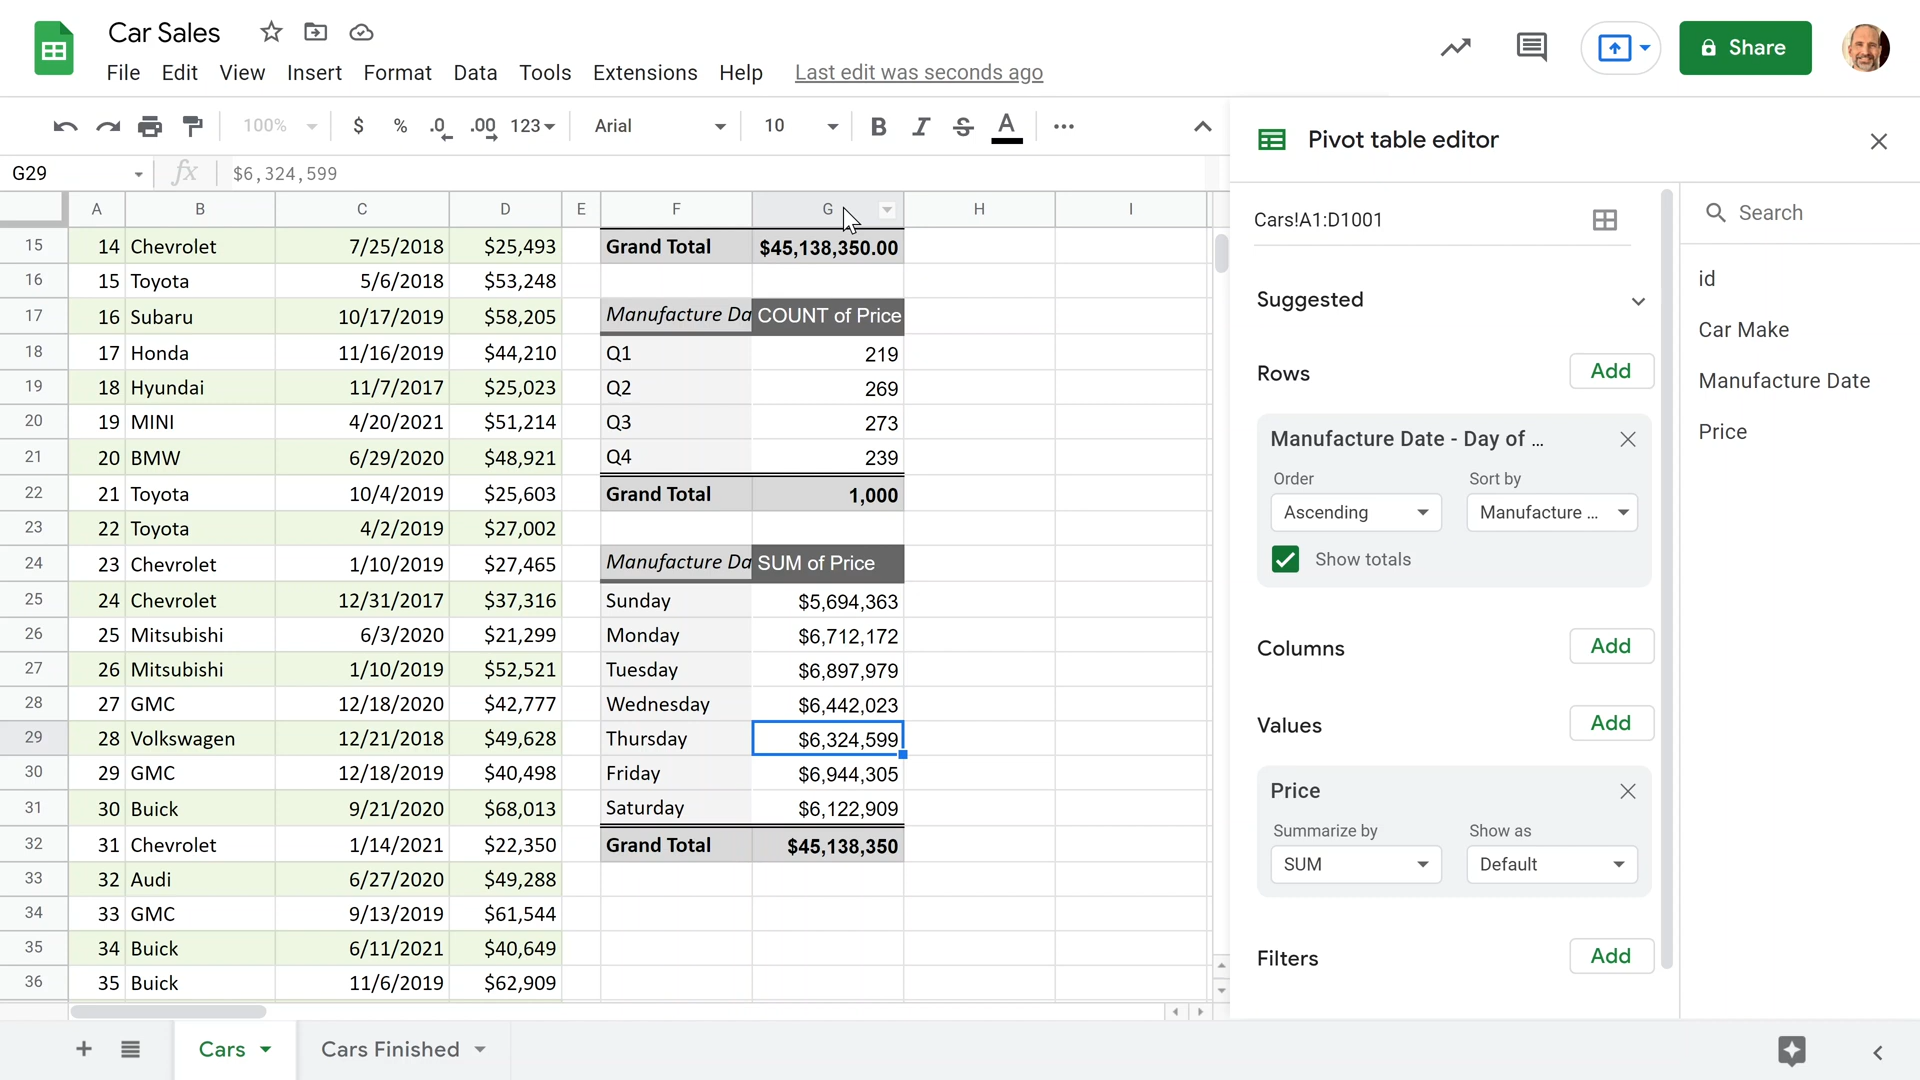 Car Sales
File Edit View Insert Format Data Tools Extensions Help Last edit was seconds ago
Share
100% $ % .0 .00 123 Arial 10 B I S A
G29 fx $6,324,599
A B C D E F G H I
15 14 Chevrolet 7/25/2018 $25,493 Grand Total $45,138,350.00
16 15 Toyota 5/6/2018 $53,248
17 16 Subaru 10/17/2019 $58,205 Manufacture Da COUNT of Price
18 17 Honda 11/16/2019 $44,210 Q1 219
19 18 Hyundai 11/7/2017 $25,023 Q2 269
20 19 MINI 4/20/2021 $51,214 Q3 273
21 20 BMW 6/29/2020 $48,921 Q4 239
22 21 Toyota 10/4/2019 $25,603 Grand Total 1,000
23 22 Toyota 4/2/2019 $27,002
24 23 Chevrolet 1/10/2019 $27,465 Manufacture Da SUM of Price
25 24 Chevrolet 12/31/2017 $37,316 Sunday $5,694,363
26 25 Mitsubishi 6/3/2020 $21,299 Monday $6,712,172
27 26 Mitsubishi 1/10/2019 $52,521 Tuesday $6,897,979
28 27 GMC 12/18/2020 $42,777 Wednesday $6,442,023
29 28 Volkswagen 12/21/2018 $49,628 Thursday $6,324,599
30 29 GMC 12/18/2019 $40,498 Friday $6,944,305
31 30 Buick 9/21/2020 $68,013 Saturday $6,122,909
32 31 Chevrolet 1/14/2021 $22,350 Grand Total $45,138,350
33 32 Audi 6/27/2020 $49,288
34 33 GMC 9/13/2019 $61,544
35 34 Buick 6/11/2021 $40,649
36 35 Buick 11/6/2019 $62,909
Cars Cars Finished
Pivot table editor
Cars!A1:D1001
Suggested
Rows Add
Manufacture Date - Day of ...
Order Sort by
Ascending Manufacture ...
Show totals
Columns Add
Values Add
Price
Summarize by Show as
SUM Default
Filters Add
Search
id
Car Make
Manufacture Date
Price